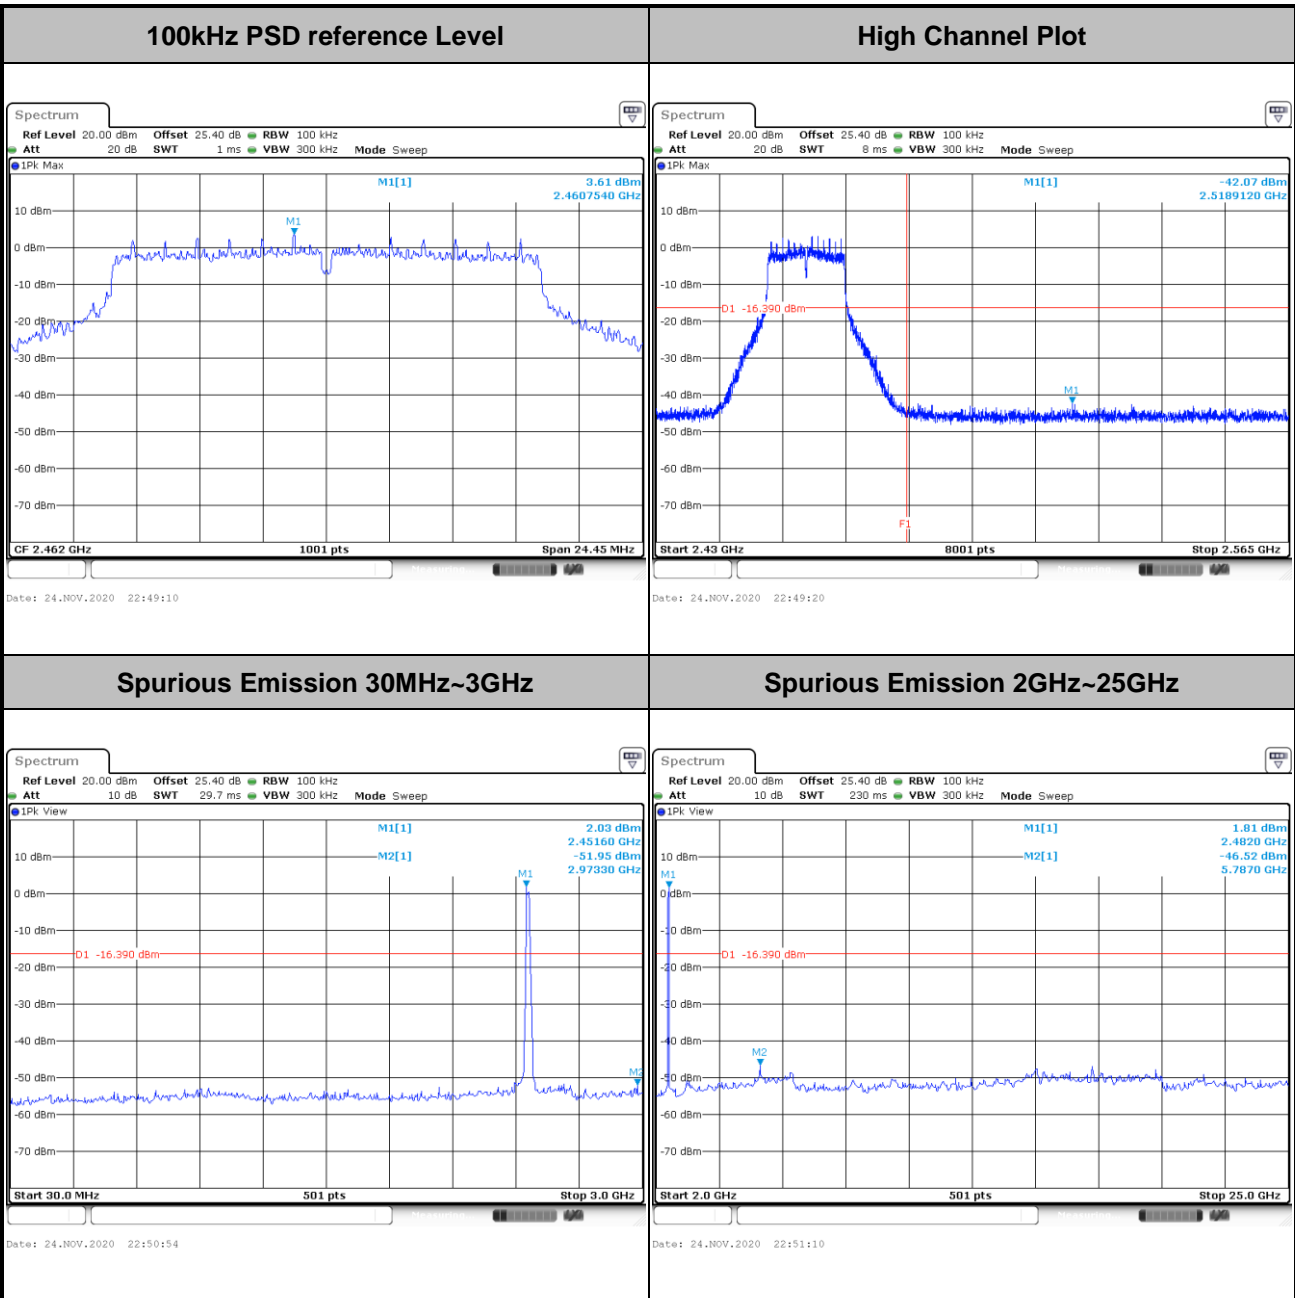 100kHz PSD reference Level
High Channel Plot
Spectrum
Ref Level 20.00 dBm Offset 25.40 dB RBW 100 kHz
Att 20 dB SWT 1 ms VBW 300 kHz Mode Sweep
1Pk Max
M1[1] 3.61 dBm
2.4607540 GHz
10 dBm
M1
0 dBm
-10 dBm
-20 dBm
-30 dBm
-40 dBm
-50 dBm
-60 dBm
-70 dBm
CF 2.462 GHz 1001 pts Span 24.45 MHz
Measuring
Date: 24.NOV.2020 22:49:10
Spectrum
Ref Level 20.00 dBm Offset 25.40 dB RBW 100 kHz
Att 20 dB SWT 8 ms VBW 300 kHz Mode Sweep
1Pk Max
M1[1] -42.07 dBm
2.5189120 GHz
10 dBm
0 dBm
-10 dBm
D1 -16.390 dBm
-20 dBm
-30 dBm
-40 dBm
M1
-50 dBm
-60 dBm
-70 dBm
F1
Start 2.43 GHz 8001 pts Stop 2.565 GHz
Measuring
Date: 24.NOV.2020 22:49:20
Spurious Emission 30MHz~3GHz
Spurious Emission 2GHz~25GHz
Spectrum
Ref Level 20.00 dBm Offset 25.40 dB RBW 100 kHz
Att 10 dB SWT 29.7 ms VBW 300 kHz Mode Sweep
1Pk View
M1[1] 2.03 dBm
2.45160 GHz
10 dBm
M2[1] -51.95 dBm
2.97330 GHz
M1
0 dBm
-10 dBm
D1 -16.390 dBm
-20 dBm
-30 dBm
-40 dBm
M2
-50 dBm
-60 dBm
-70 dBm
Start 30.0 MHz 501 pts Stop 3.0 GHz
Measuring
Date: 24.NOV.2020 22:50:54
Spectrum
Ref Level 20.00 dBm Offset 25.40 dB RBW 100 kHz
Att 10 dB SWT 230 ms VBW 300 kHz Mode Sweep
1Pk View
M1[1] 1.81 dBm
2.4820 GHz
10 dBm
M2[1] -46.52 dBm
5.7870 GHz
M1
0 dBm
-10 dBm
D1 -16.390 dBm
-20 dBm
-30 dBm
-40 dBm
M2
-50 dBm
-60 dBm
-70 dBm
Start 2.0 GHz 501 pts Stop 25.0 GHz
Measuring
Date: 24.NOV.2020 22:51:10